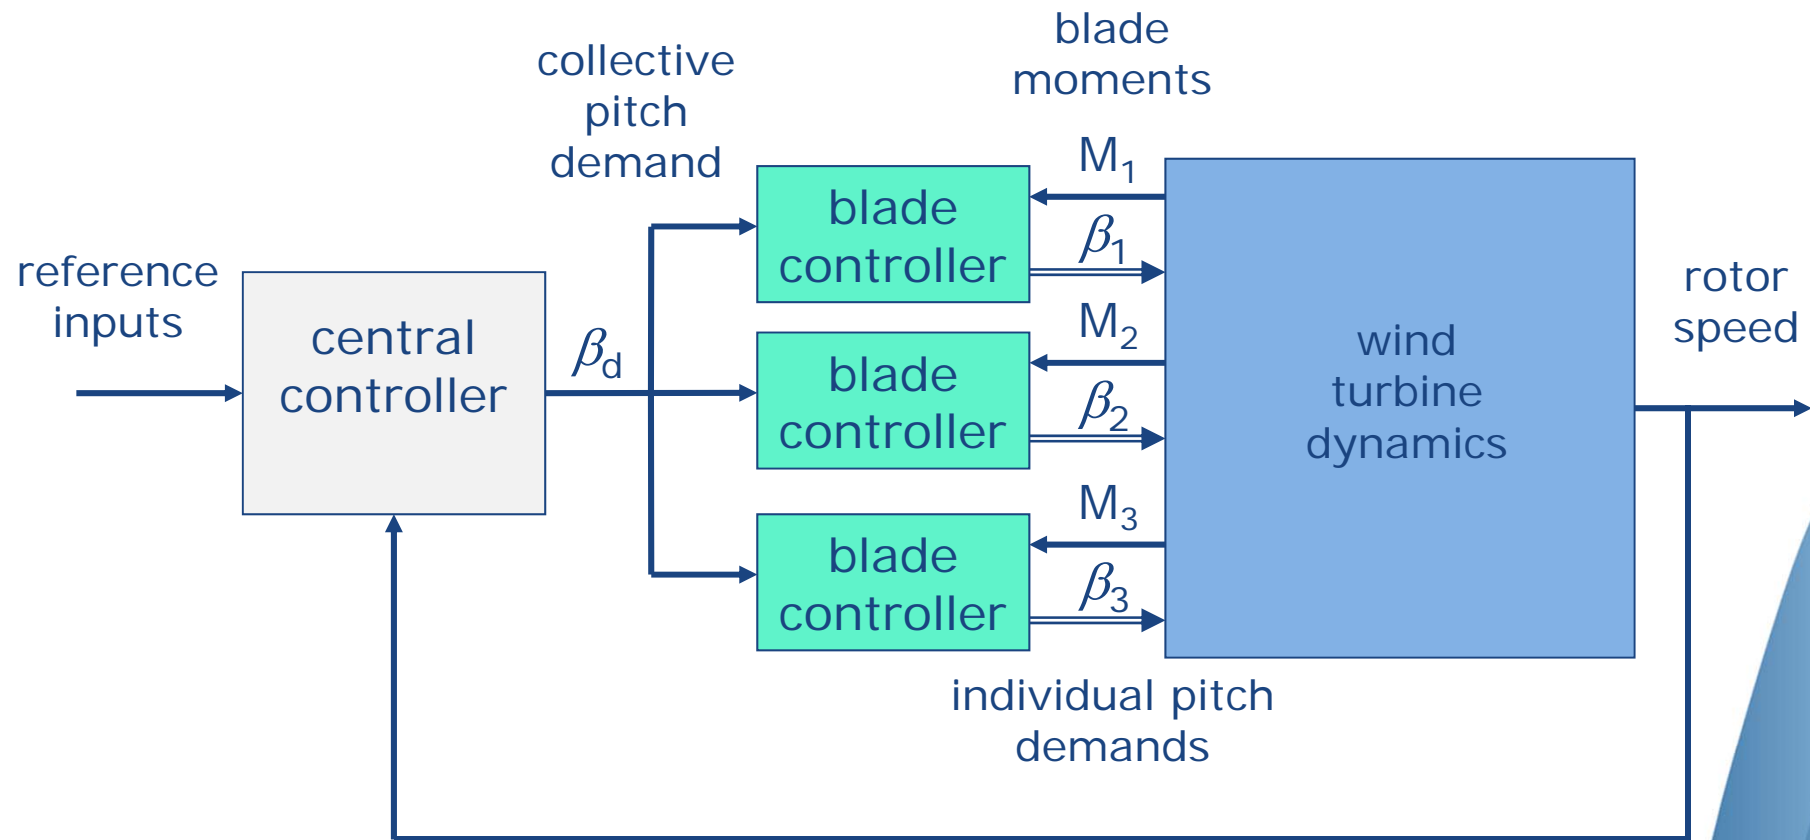 blade
moments
collective
pitch
demand
reference
inputs
central
controller
βd
blade
controller
M1
β1
blade
controller
M2
β2
blade
controller
M3
β3
wind
turbine
dynamics
rotor
speed
individual pitch
demands